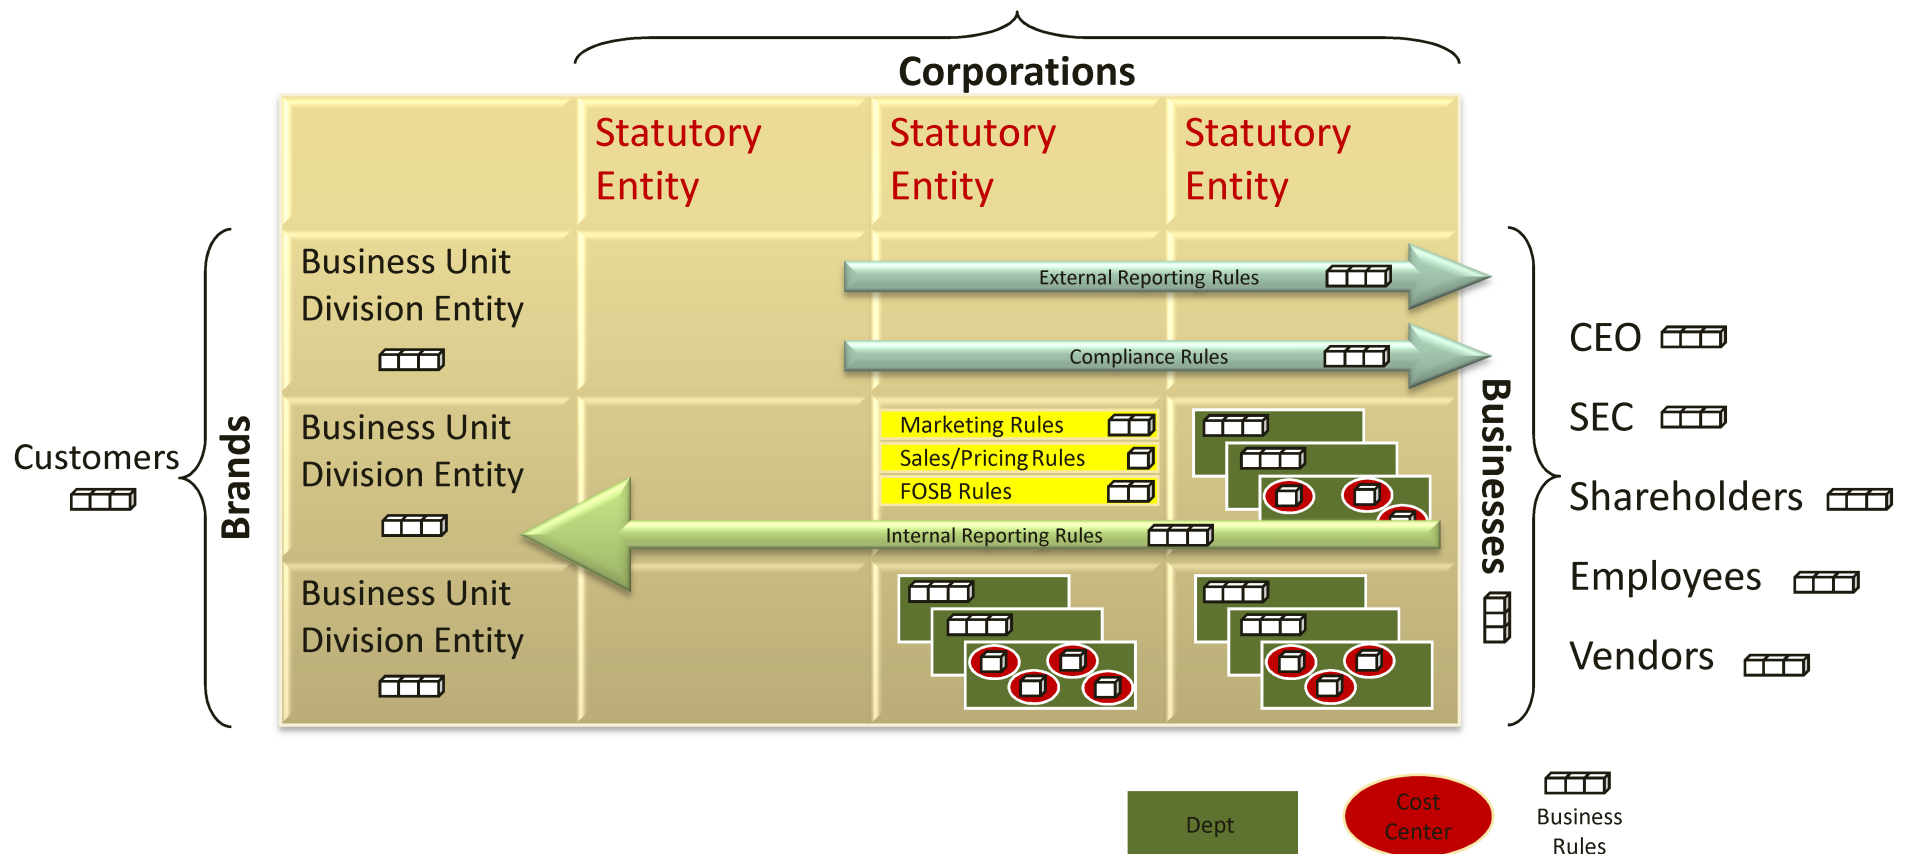 Corporations
Statutory
Entity
Statutory
Entity
Statutory
Entity
Business Unit
Division Entity
External Reporting Rules
Compliance Rules
Business Unit
Division Entity
Marketing Rules
Sales/Pricing Rules
FOSB Rules
Internal Reporting Rules
Business Unit
Division Entity
Customers
Brands
Businesses
CEO
SEC
Shareholders
Employees
Vendors
Dept
Cost
Center
Business
Rules